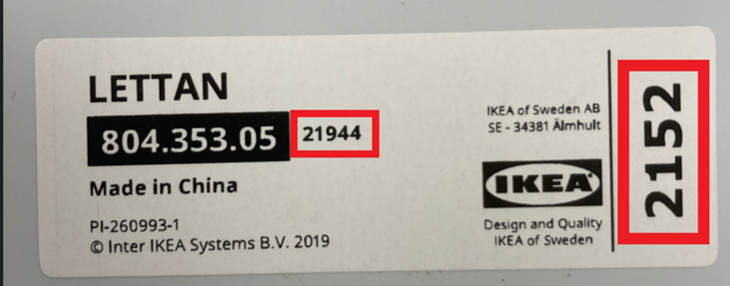 LETTAN
804.353.05 21944
Made in China
PI-260993-1
© Inter IKEA Systems B.V. 2019
IKEA of Sweden AB
SE - 34381 Älmhult
IKEA
Design and Quality
IKEA of Sweden
2152